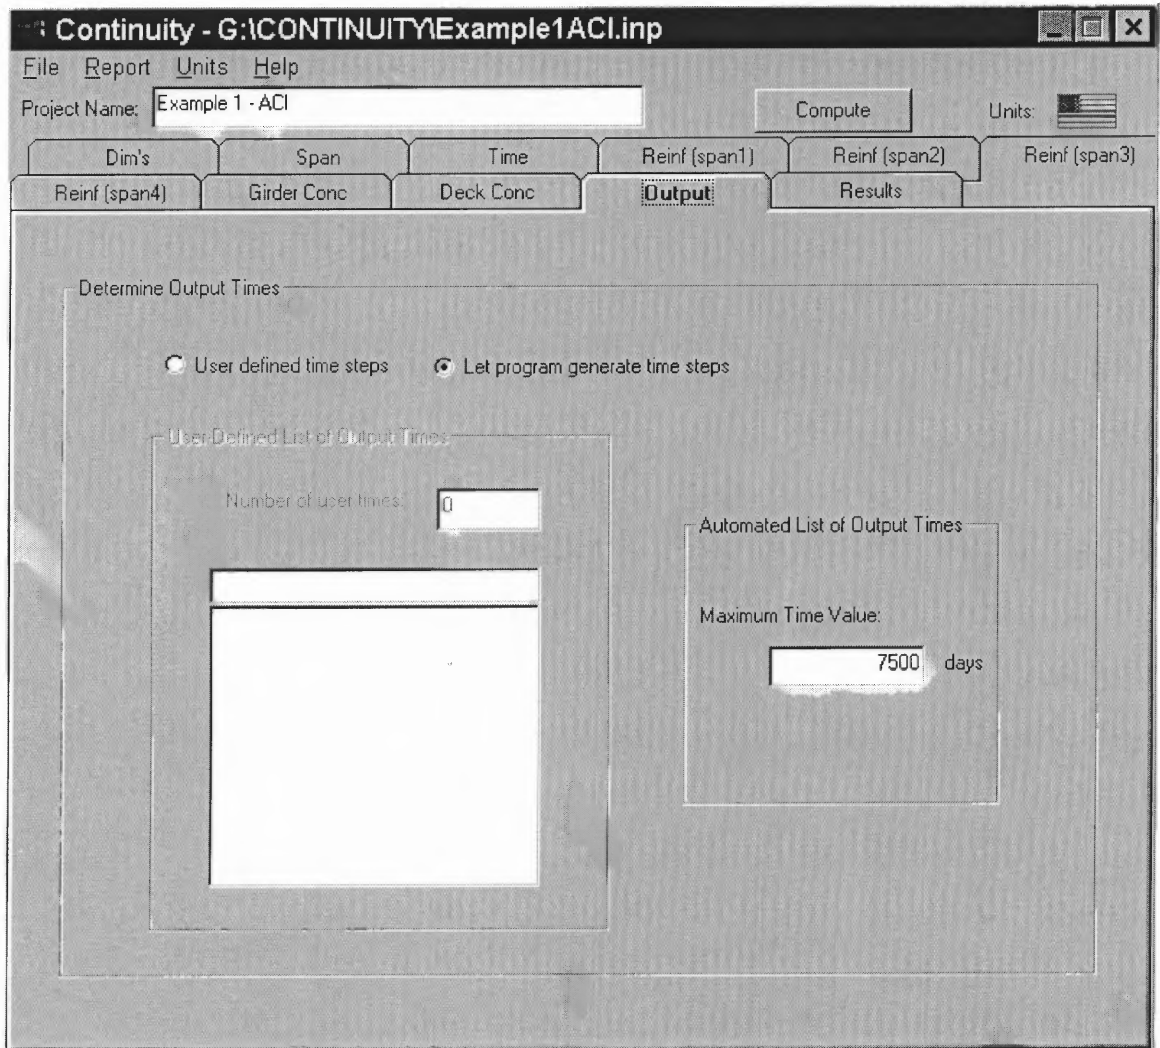 Continuity - G:\CONTINUITY\Example1ACI.inp
File Report Units Help
Project Name: Example 1 - ACI Compute Units:
Dim's Span Time Reinf (span1) Reinf (span2) Reinf (span3)
Reinf (span4) Girder Conc Deck Conc Output Results
Determine Output Times
User defined time steps Let program generate time steps
User-Defined List of Output Times
Number of user times: 0
Automated List of Output Times
Maximum Time Value:
7500 days